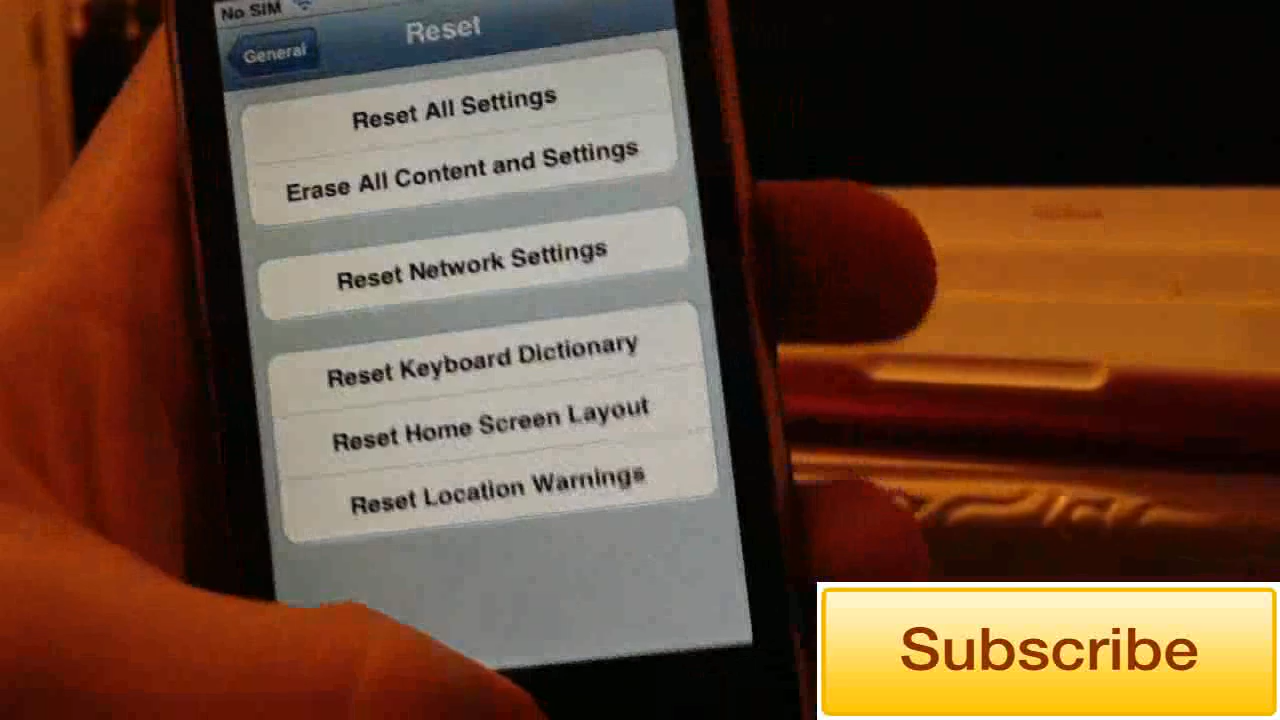 No SIM
General
Reset
Reset All Settings
Erase All Content and Settings
Reset Network Settings
Reset Keyboard Dictionary
Reset Home Screen Layout
Reset Location Warnings
Subscribe